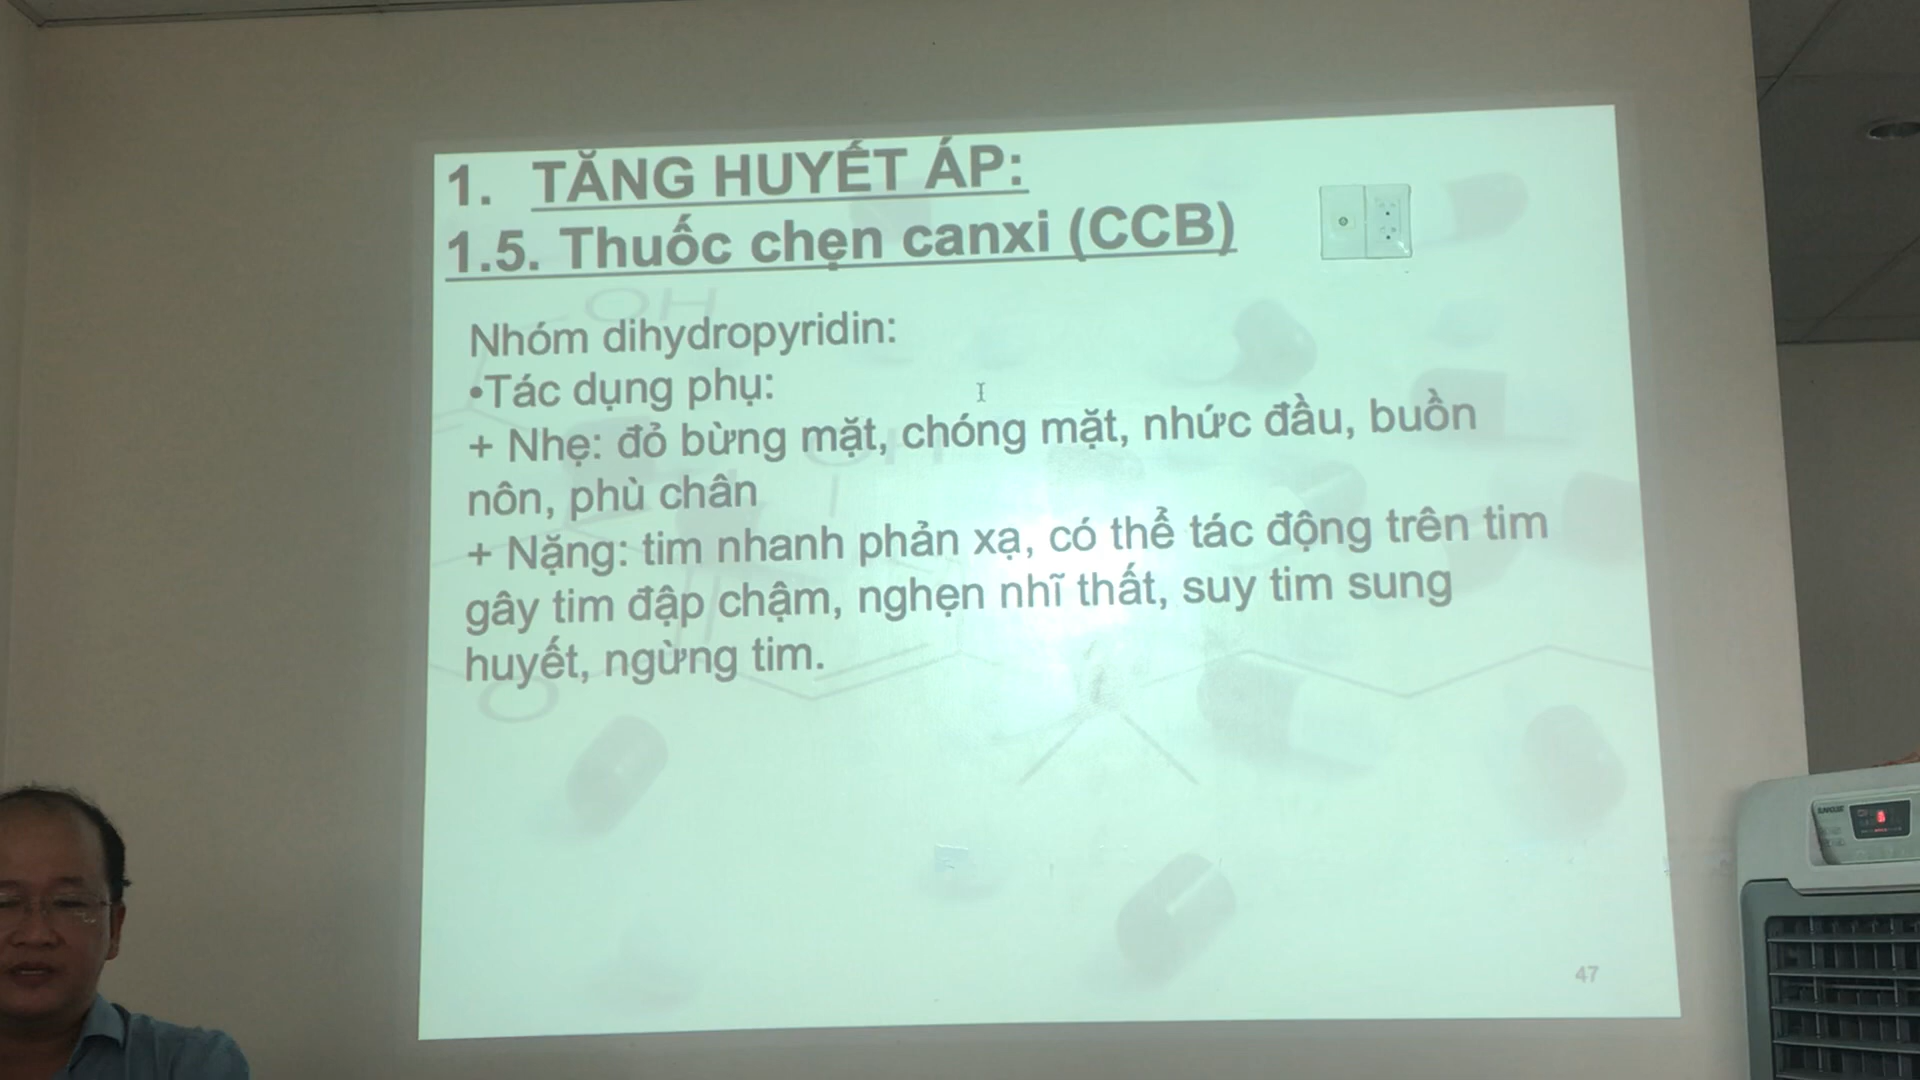 1. TĂNG HUYẾT ÁP:
1.5. Thuốc chẹn canxi (CCB)
OH
Nhóm dihydropyridin:
•Tác dụng phụ:
+ Nhẹ: đỏ bừng mặt, chóng mặt, nhức đầu, buồn
nôn, phù chân
+ Nặng: tim nhanh phản xạ, có thể tác động trên tim
gây tim đập chậm, nghẹn nhĩ thất, suy tim sung
huyết, ngừng tim.
O
47
SUNHOUSE